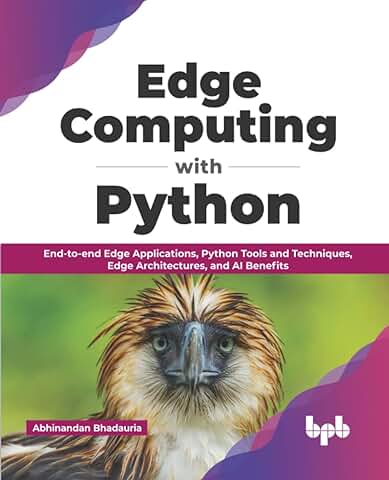 Edge
Computing
with
Python
End-to-end Edge Applications, Python Tools and Techniques,
Edge Architectures, and AI Benefits
Abhinandan Bhadauria
bpb